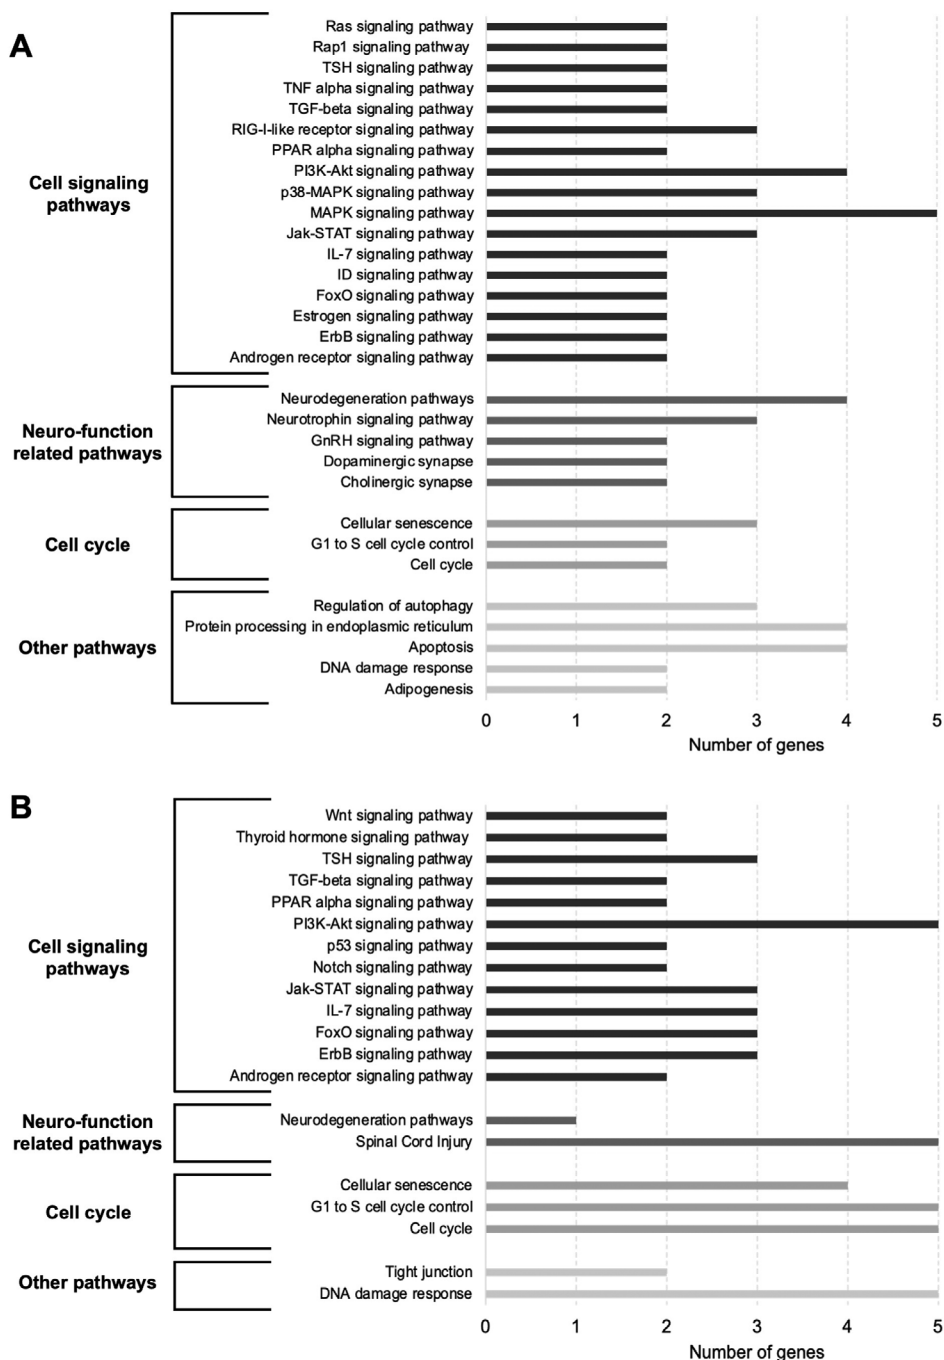 A
Ras signaling pathway
Rap1 signaling pathway
TSH signaling pathway
TNF alpha signaling pathway
TGF-beta signaling pathway
RIG-I-like receptor signaling pathway
PPAR alpha signaling pathway
PI3K-Akt signaling pathway
p38-MAPK signaling pathway
MAPK signaling pathway
Jak-STAT signaling pathway
IL-7 signaling pathway
ID signaling pathway
FoxO signaling pathway
Estrogen signaling pathway
ErbB signaling pathway
Androgen receptor signaling pathway
Cell signaling
pathways
Neurodegeneration pathways
Neurotrophin signaling pathway
GnRH signaling pathway
Dopaminergic synapse
Cholinergic synapse
Neuro-function
related pathways
Cellular senescence
G1 to S cell cycle control
Cell cycle
Cell cycle
Regulation of autophagy
Protein processing in endoplasmic reticulum
Apoptosis
DNA damage response
Adipogenesis
Other pathways
0 1 2 3 4 5
Number of genes
B
Wnt signaling pathway
Thyroid hormone signaling pathway
TSH signaling pathway
TGF-beta signaling pathway
PPAR alpha signaling pathway
PI3K-Akt signaling pathway
p53 signaling pathway
Notch signaling pathway
Jak-STAT signaling pathway
IL-7 signaling pathway
FoxO signaling pathway
ErbB signaling pathway
Androgen receptor signaling pathway
Cell signaling
pathways
Neurodegeneration pathways
Spinal Cord Injury
Neuro-function
related pathways
Cellular senescence
G1 to S cell cycle control
Cell cycle
Cell cycle
Tight junction
DNA damage response
Other pathways
0 1 2 3 4 5
Number of genes